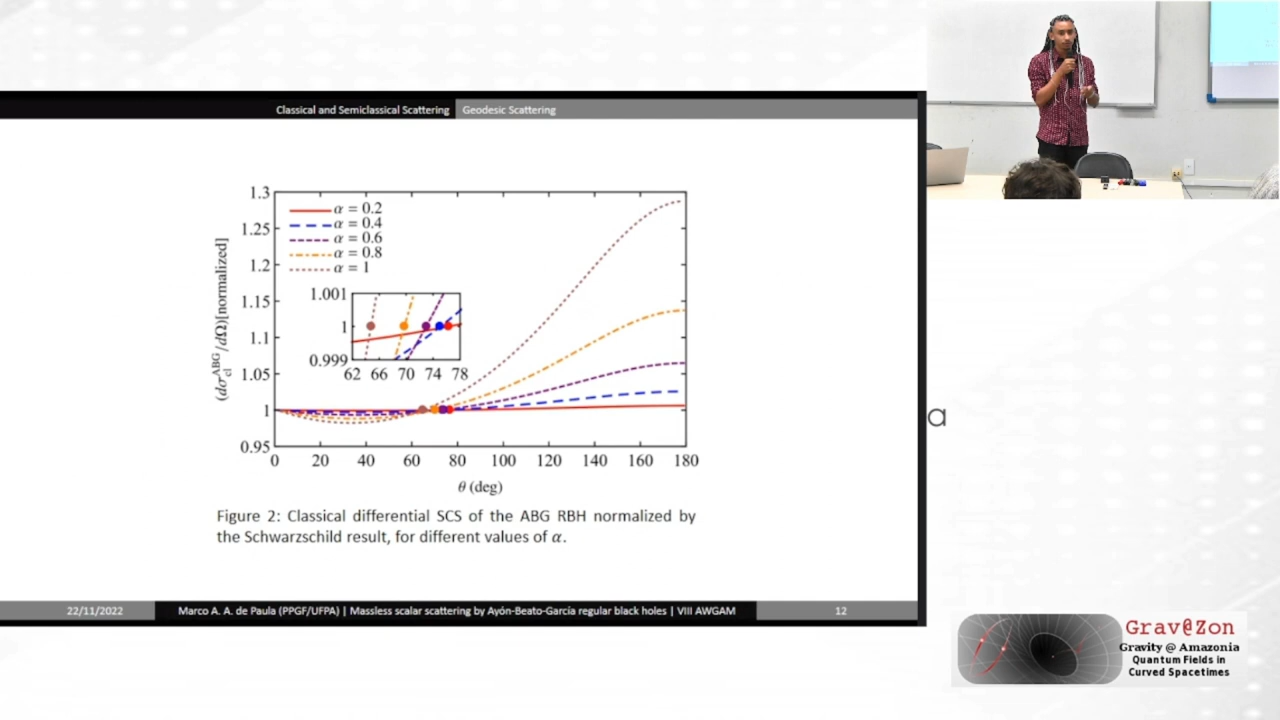 Classical and Semiclassical Scattering Geodesic Scattering
1.3
1.25
1.2
1.15
1.1
1.05
1
0.95
(dσ_cl^ABG/dΩ)[normalized]
α = 0.2
α = 0.4
α = 0.6
α = 0.8
α = 1
1.001
1
0.999
62 66 70 74 78
0 20 40 60 80 100 120 140 160 180
θ (deg)
Figure 2: Classical differential SCS of the ABG RBH normalized by
the Schwarzschild result, for different values of α.
22/11/2022 Marco A. A. de Paula (PPGF/UFPA) | Massless scalar scattering by Ayón-Beato-García regular black holes | VIII AWGAM 12
a
Grav@Zon
Gravity @ Amazonia
Quantum Fields in
Curved Spacetimes